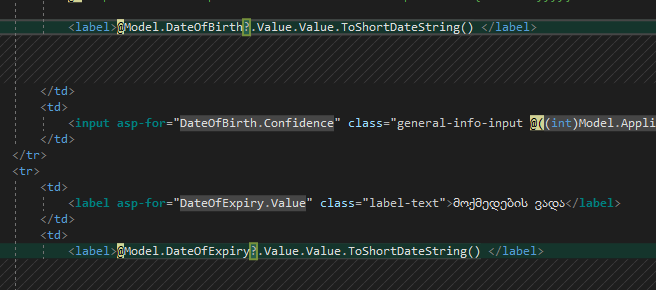 <label>@Model.DateOfBirth?.Value.Value.ToShortDateString() </label>
</td>
<td>
<input asp-for="DateOfBirth.Confidence" class="general-info-input @((int)Model.Appli
</td>
</tr>
<tr>
<td>
<label asp-for="DateOfExpiry.Value" class="label-text">მოქმედების ვადა</label>
</td>
<td>
<label>@Model.DateOfExpiry?.Value.Value.ToShortDateString() </label>